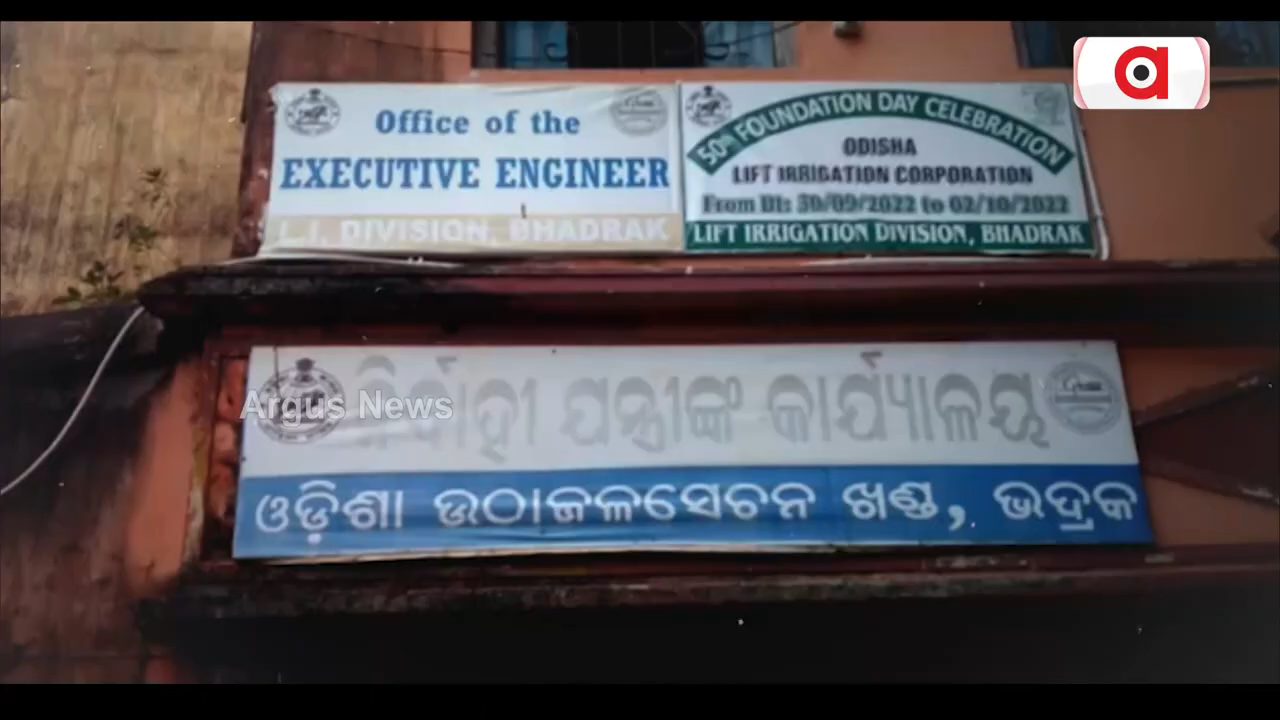 Office of the
EXECUTIVE ENGINEER
L.I. DIVISION, BHADRAK
50th FOUNDATION DAY CELEBRATION
ODISHA
LIFT IRRIGATION CORPORATION
From Dt: 30/09/2022 to 02/10/2022
LIFT IRRIGATION DIVISION, BHADRAK
ନିର୍ବାହୀ ଯନ୍ତ୍ରୀଙ୍କ କାର୍ଯ୍ୟାଳୟ
Argus News
ଓଡ଼ିଶା ଉଠାଜଳସେଚନ ଖଣ୍ଡ, ଭଦ୍ରକ